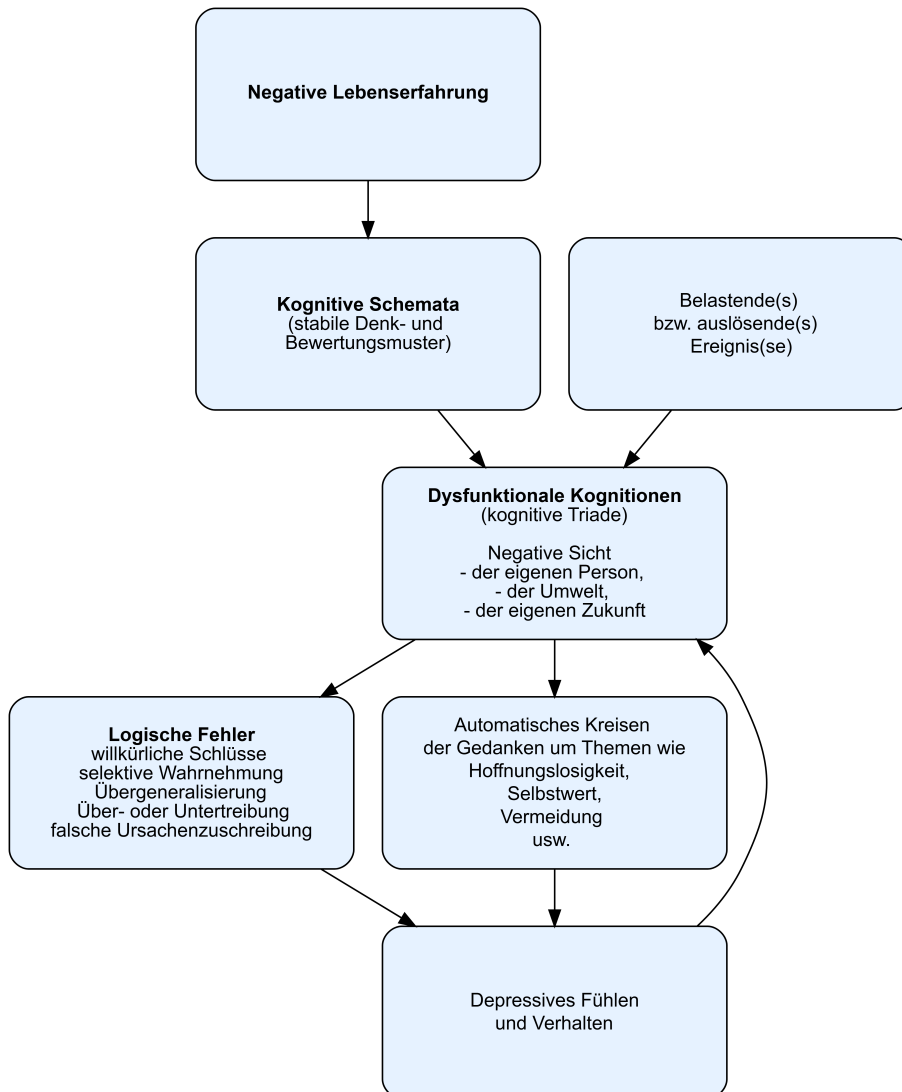 Negative Lebenserfahrung
Kognitive Schemata
(stabile Denk- und
Bewertungsmuster)
Belastende(s)
bzw. auslösende(s)
Ereignis(se)
Dysfunktionale Kognitionen
(kognitive Triade)
Negative Sicht
- der eigenen Person,
- der Umwelt,
- der eigenen Zukunft
Logische Fehler
willkürliche Schlüsse
selektive Wahrnehmung
Übergeneralisierung
Über- oder Untertreibung
falsche Ursachenzuschreibung
Automatisches Kreisen
der Gedanken um Themen wie
Hoffnungslosigkeit,
Selbstwert,
Vermeidung
usw.
Depressives Fühlen
und Verhalten